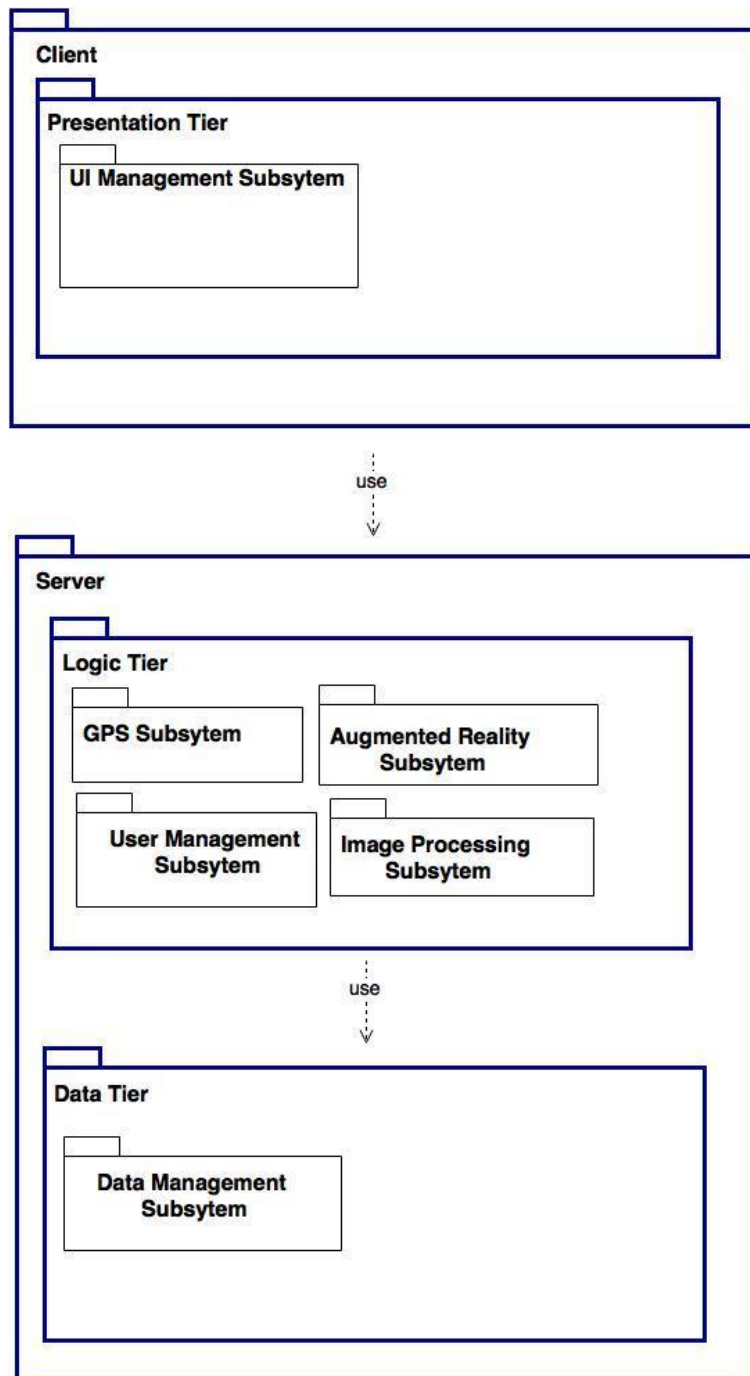 Client
Presentation Tier
UI Management Subsytem
use
Server
Logic Tier
GPS Subsytem
Augmented Reality
Subsytem
User Management
Subsytem
Image Processing
Subsytem
use
Data Tier
Data Management
Subsytem